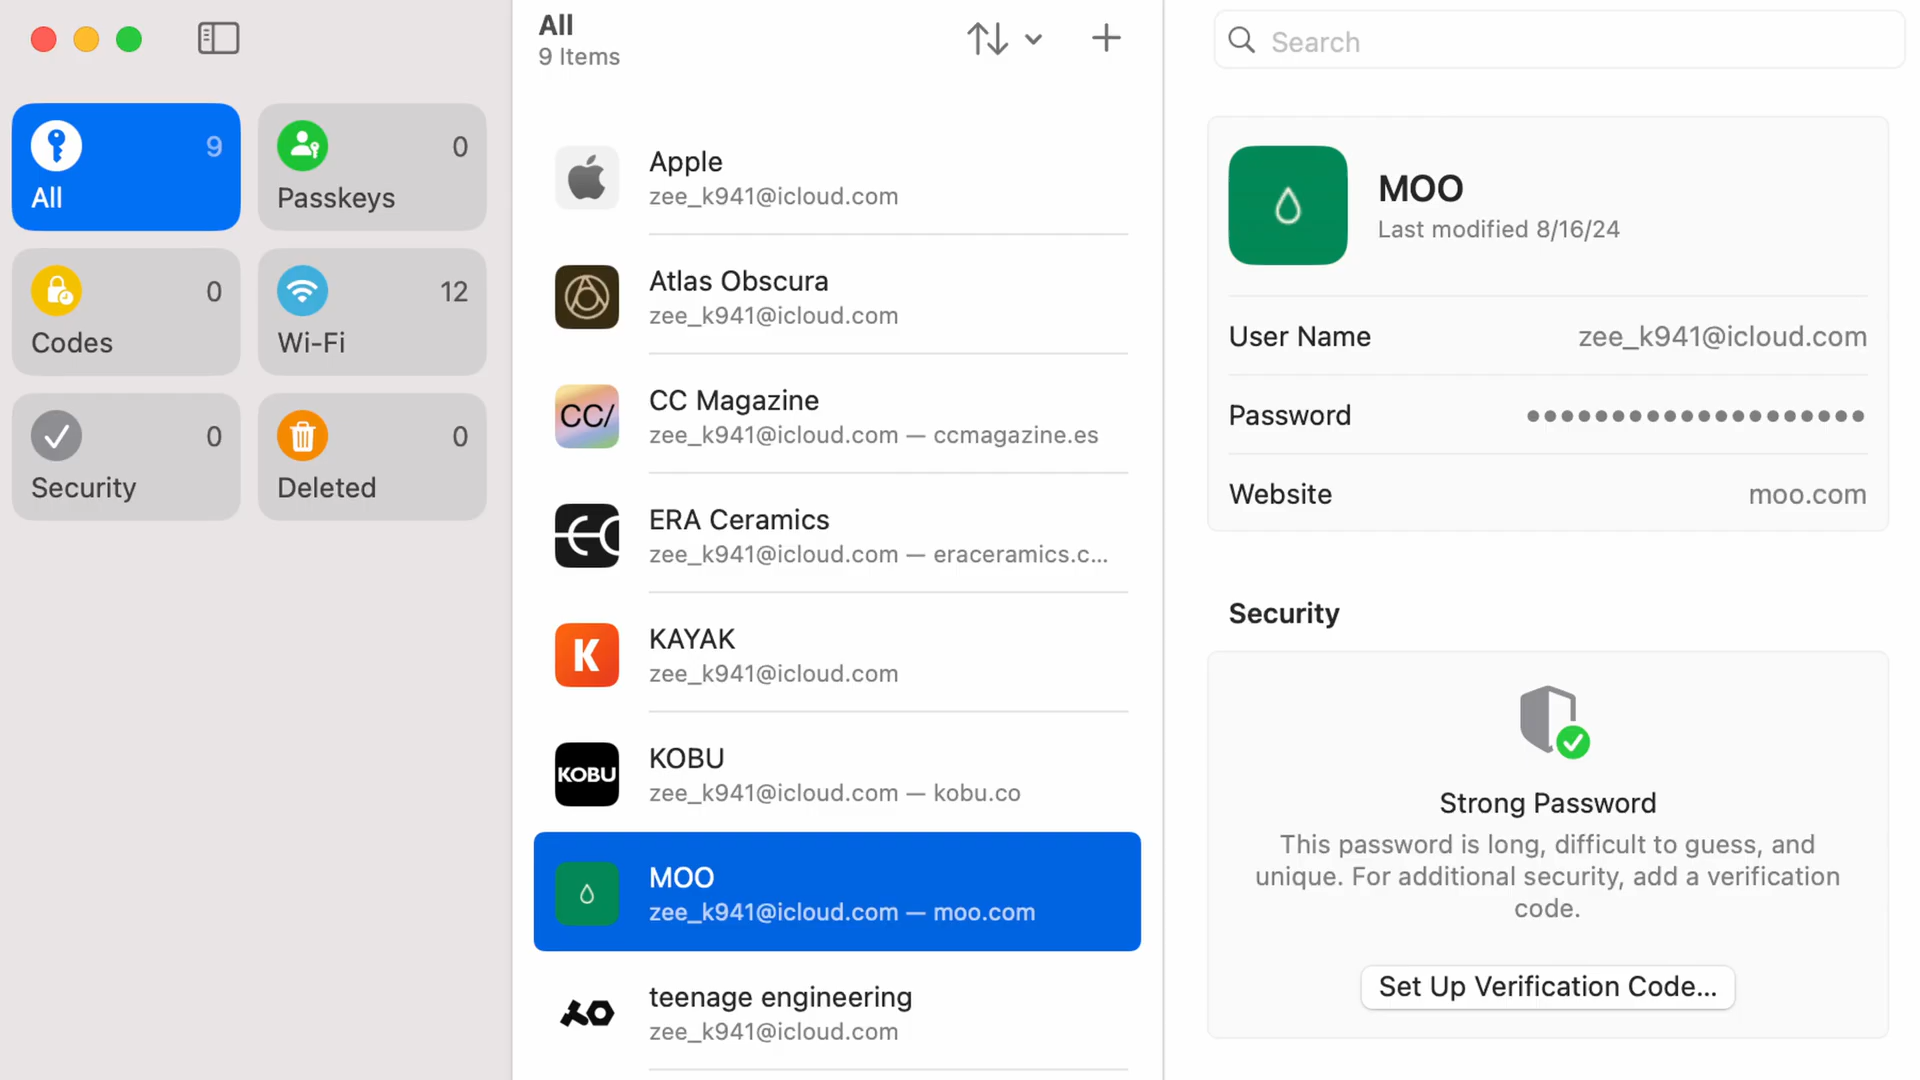 9
All
0
Passkeys
0
Codes
12
Wi-Fi
0
Security
0
Deleted
All
9 Items
Apple
zee_k941@icloud.com
Atlas Obscura
zee_k941@icloud.com
CC/
CC Magazine
zee_k941@icloud.com — ccmagazine.es
ERA Ceramics
zee_k941@icloud.com — eraceramics.c...
K
KAYAK
zee_k941@icloud.com
KOBU
KOBU
zee_k941@icloud.com — kobu.co
MOO
zee_k941@icloud.com — moo.com
teenage engineering
zee_k941@icloud.com
Search
MOO
Last modified 8/16/24
User Name zee_k941@icloud.com
Password ••••••••••••••••••••
Website moo.com
Security
Strong Password
This password is long, difficult to guess, and
unique. For additional security, add a verification
code.
Set Up Verification Code...